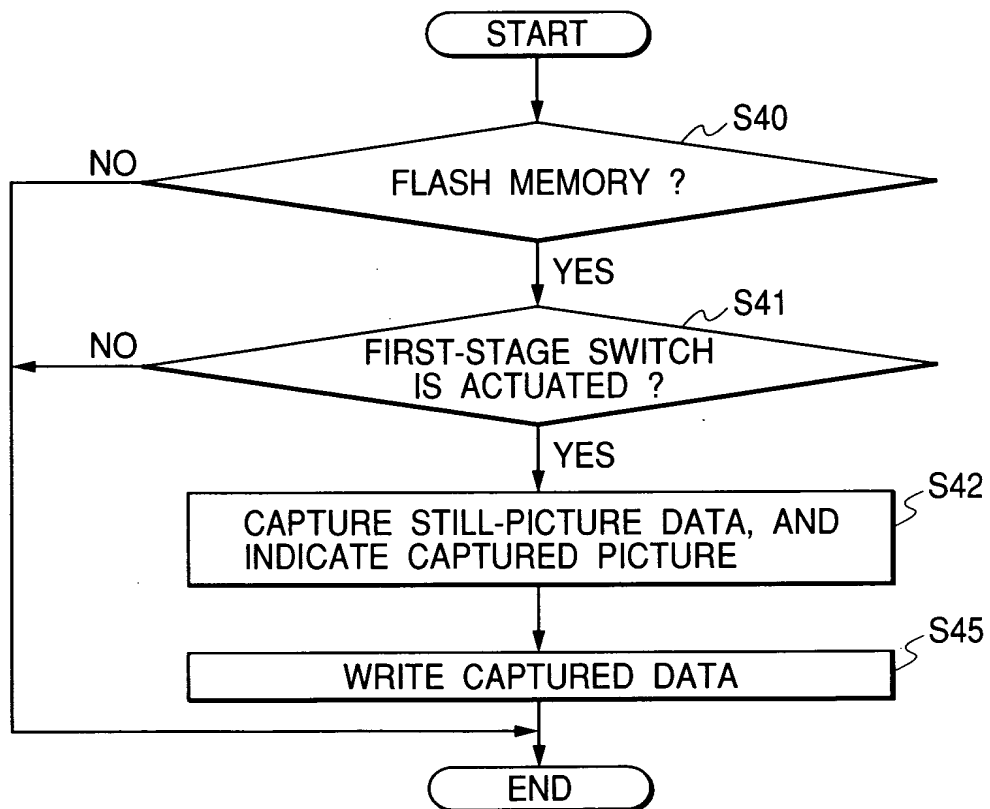 START
S40
NO
FLASH MEMORY ?
YES
S41
NO
FIRST-STAGE SWITCH
IS ACTUATED ?
YES
S42
CAPTURE STILL-PICTURE DATA, AND
INDICATE CAPTURED PICTURE
S45
WRITE CAPTURED DATA
END